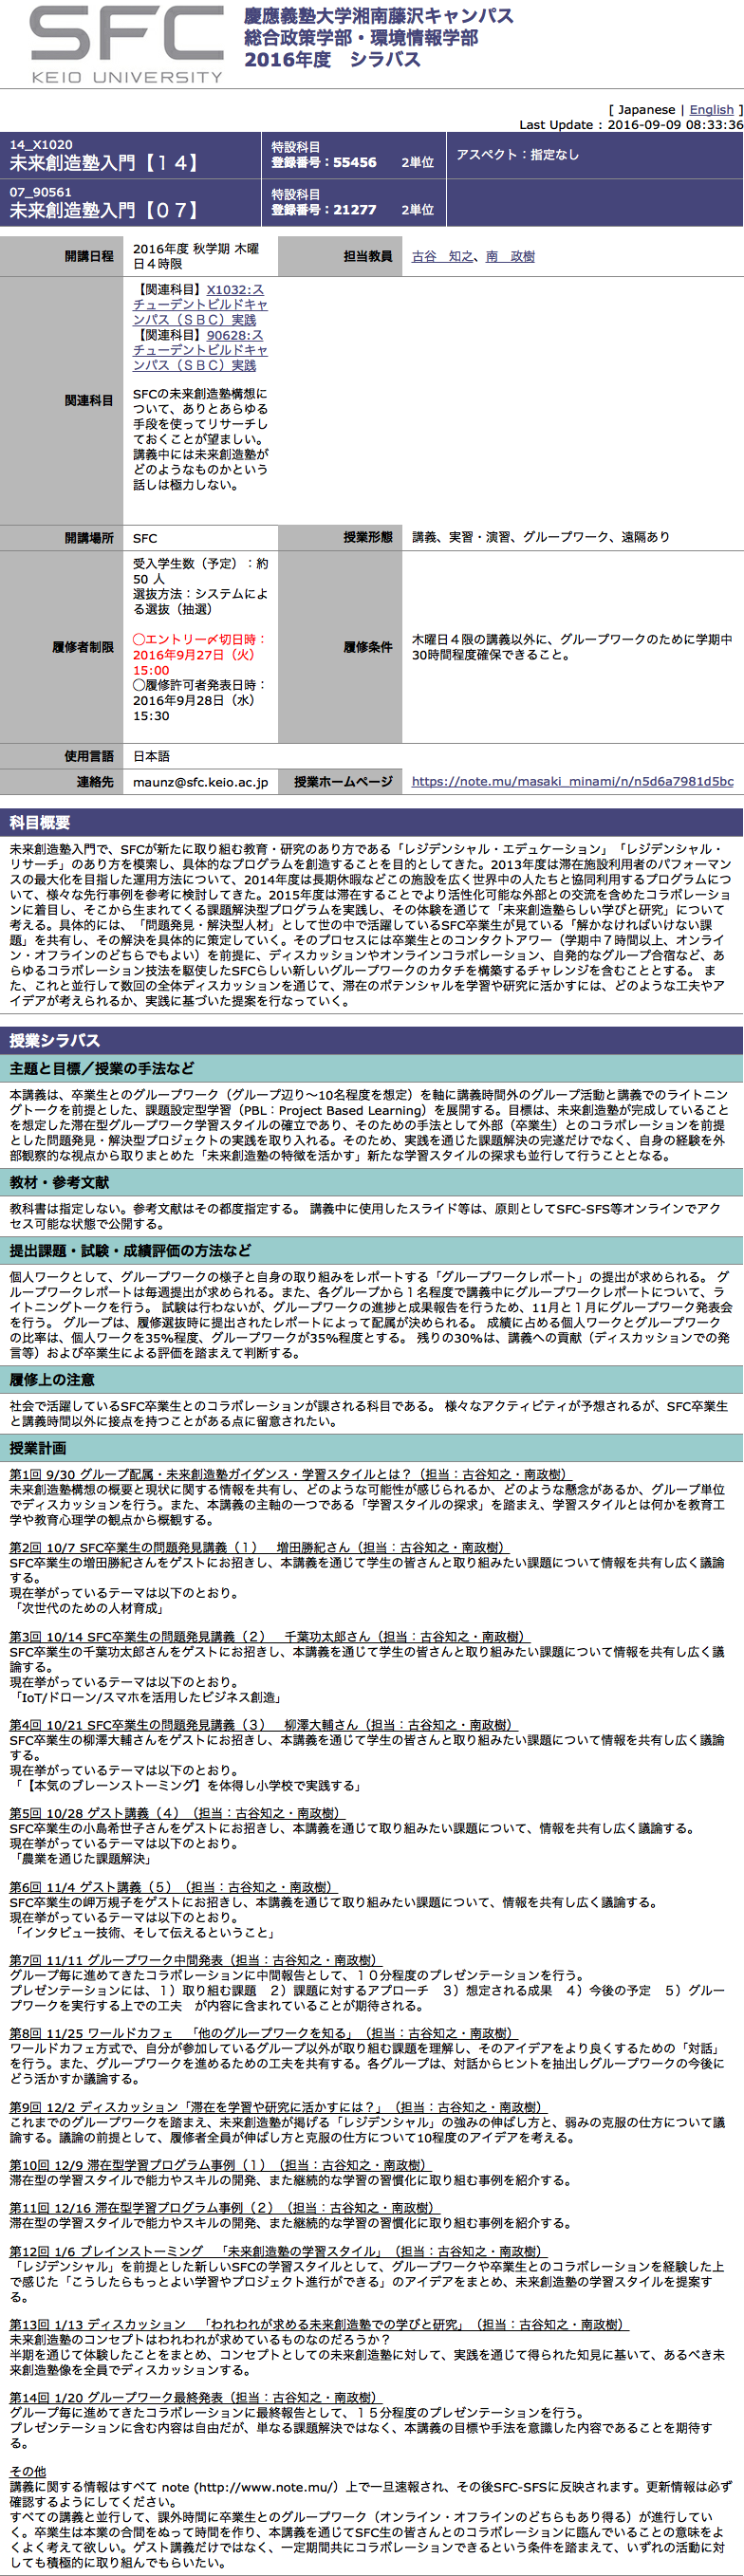 SFC
KEIO UNIVERSITY
慶應義塾大学湘南藤沢キャンパス
総合政策学部・環境情報学部
2016年度　シラバス
[ Japanese | English ]
Last Update : 2016-09-09 08:33:36
14_X1020
未来創造塾入門【１４】
特設科目
登録番号：55456　　2単位
アスペクト：指定なし
07_90561
未来創造塾入門【０７】
特設科目
登録番号：21277　　2単位
開講日程
2016年度 秋学期 木曜
日４時限
担当教員
古谷　知之、南　政樹
関連科目
【関連科目】X1032:ス
チューデントビルドキャ
ンパス（ＳＢＣ）実践
【関連科目】90628:ス
チューデントビルドキャ
ンパス（ＳＢＣ）実践
SFCの未来創造塾構想に
ついて、ありとあらゆる
手段を使ってリサーチし
ておくことが望ましい。
講義中には未来創造塾が
どのようなものかという
話しは極力しない。
開講場所
SFC
授業形態
講義、実習・演習、グループワーク、遠隔あり
履修者制限
受入学生数（予定）：約
50 人
選抜方法：システムによ
る選抜（抽選）
◯エントリー〆切日時：
2016年9月27日（火）
15:00
◯履修許可者発表日時：
2016年9月28日（水）
15:30
履修条件
木曜日４限の講義以外に、グループワークのために学期中
30時間程度確保できること。
使用言語
日本語
連絡先
maunz@sfc.keio.ac.jp
授業ホームページ
https://note.mu/masaki_minami/n/n5d6a7981d5bc
科目概要
未来創造塾入門で、SFCが新たに取り組む教育・研究のあり方である「レジデンシャル・エデュケーション」「レジデンシャル・
リサーチ」のあり方を模索し、具体的なプログラムを創造することを目的としてきた。2013年度は滞在施設利用者のパフォーマン
スの最大化を目指した運用方法について、2014年度は長期休暇などこの施設を広く世界中の人たちと協同利用するプログラムにつ
いて、様々な先行事例を参考に検討してきた。2015年度は滞在することでより活性化可能な外部との交流を含めたコラボレーション
に着目し、そこから生まれてくる課題解決型プログラムを実践し、その体験を通じて「未来創造塾らしい学びと研究」について
考える。具体的には、「問題発見・解決型人材」として世の中で活躍しているSFC卒業生が見ている「解かなければいけない課
題」を共有し、その解決を具体的に策定していく。そのプロセスには卒業生とのコンタクトアワー（学期中７時間以上、オンライ
ン・オフラインのどちらでもよい）を前提に、ディスカッションやオンラインコラボレーション、自発的なグループ合宿など、あ
らゆるコラボレーション技法を駆使したSFCらしい新しいグループワークのカタチを構築するチャレンジを含むこととする。 ま
た、これと並行して数回の全体ディスカッションを通じて、滞在のポテンシャルを学習や研究に活かすには、どのような工夫やア
イデアが考えられるか、実践に基づいた提案を行なっていく。
授業シラバス
主題と目標／授業の手法など
本講義は、卒業生とのグループワーク（グループ辺り〜10名程度を想定）を軸に講義時間外のグループ活動と講義でのライトニン
グトークを前提とした、課題設定型学習（PBL：Project Based Learning）を展開する。目標は、未来創造塾が完成していること
を想定した滞在型グループワーク学習スタイルの確立であり、そのための手法として外部（卒業生）とのコラボレーションを前提
とした問題発見・解決型プロジェクトの実践を取り入れる。そのため、実践を通じた課題解決の完遂だけでなく、自身の経験を外
部観察的な視点から取りまとめた「未来創造塾の特徴を活かす」新たな学習スタイルの探求も並行して行うこととなる。
教材・参考文献
教科書は指定しない。参考文献はその都度指定する。 講義中に使用したスライド等は、原則としてSFC-SFS等オンラインでアク
セス可能な状態で公開する。
提出課題・試験・成績評価の方法など
個人ワークとして、グループワークの様子と自身の取り組みをレポートする「グループワークレポート」の提出が求められる。 グ
ループワークレポートは毎週提出が求められる。また、各グループから１名程度で講義中にグループワークレポートについて、ラ
イトニングトークを行う。 試験は行わないが、グループワークの進捗と成果報告を行うため、11月と１月にグループワーク発表会
を行う。 グループは、履修選抜時に提出されたレポートによって配属が決められる。 成績に占める個人ワークとグループワーク
の比率は、個人ワークを35%程度、グループワークが35%程度とする。 残りの30%は、講義への貢献（ディスカッションでの発
言等）および卒業生による評価を踏まえて判断する。
履修上の注意
社会で活躍しているSFC卒業生とのコラボレーションが課される科目である。 様々なアクティビティが予想されるが、SFC卒業生
と講義時間以外に接点を持つことがある点に留意されたい。
授業計画
第1回 9/30 グループ配属・未来創造塾ガイダンス・学習スタイルとは？（担当：古谷知之・南政樹）
未来創造塾構想の概要と現状に関する情報を共有し、どのような可能性が感じられるか、どのような懸念があるか、グループ単位
でディスカッションを行う。また、本講義の主軸の一つである「学習スタイルの探求」を踏まえ、学習スタイルとは何かを教育工
学や教育心理学の観点から概観する。
第2回 10/7 SFC卒業生の問題発見講義（１）　増田勝紀さん（担当：古谷知之・南政樹）
SFC卒業生の増田勝紀さんをゲストにお招きし、本講義を通じて学生の皆さんと取り組みたい課題について情報を共有し広く議論
する。
現在挙がっているテーマは以下のとおり。
「次世代のための人材育成」
第3回 10/14 SFC卒業生の問題発見講義（２）　千葉功太郎さん（担当：古谷知之・南政樹）
SFC卒業生の千葉功太郎さんをゲストにお招きし、本講義を通じて学生の皆さんと取り組みたい課題について情報を共有し広く議
論する。
現在挙がっているテーマは以下のとおり。
「IoT/ドローン/スマホを活用したビジネス創造」
第4回 10/21 SFC卒業生の問題発見講義（３）　柳澤大輔さん（担当：古谷知之・南政樹）
SFC卒業生の柳澤大輔さんをゲストにお招きし、本講義を通じて学生の皆さんと取り組みたい課題について情報を共有し広く議論
する。
現在挙がっているテーマは以下のとおり。
「【本気のブレーンストーミング】を体得し小学校で実践する」
第5回 10/28 ゲスト講義（４）（担当：古谷知之・南政樹）
SFC卒業生の小島希世子さんをゲストにお招きし、本講義を通じて取り組みたい課題について、情報を共有し広く議論する。
現在挙がっているテーマは以下のとおり。
「農業を通じた課題解決」
第6回 11/4 ゲスト講義（５）（担当：古谷知之・南政樹）
SFC卒業生の岬万規子をゲストにお招きし、本講義を通じて取り組みたい課題について、情報を共有し広く議論する。
現在挙がっているテーマは以下のとおり。
「インタビュー技術、そして伝えるということ」
第7回 11/11 グループワーク中間発表（担当：古谷知之・南政樹）
グループ毎に進めてきたコラボレーションに中間報告として、１０分程度のプレゼンテーションを行う。
プレゼンテーションには、１）取り組む課題　２）課題に対するアプローチ　３）想定される成果　４）今後の予定　５）グルー
プワークを実行する上での工夫　が内容に含まれていることが期待される。
第8回 11/25 ワールドカフェ　「他のグループワークを知る」（担当：古谷知之・南政樹）
ワールドカフェ方式で、自分が参加しているグループ以外が取り組む課題を理解し、そのアイデアをより良くするための「対話」
を行う。また、グループワークを進めるための工夫を共有する。各グループは、対話からヒントを抽出しグループワークの今後に
どう活かすか議論する。
第9回 12/2 ディスカッション「滞在を学習や研究に活かすには？」（担当：古谷知之・南政樹）
これまでのグループワークを踏まえ、未来創造塾が掲げる「レジデンシャル」の強みの伸ばし方と、弱みの克服の仕方について議
論する。議論の前提として、履修者全員が伸ばし方と克服の仕方について10程度のアイデアを考える。
第10回 12/9 滞在型学習プログラム事例（１）（担当：古谷知之・南政樹）
滞在型の学習スタイルで能力やスキルの開発、また継続的な学習の習慣化に取り組む事例を紹介する。
第11回 12/16 滞在型学習プログラム事例（２）（担当：古谷知之・南政樹）
滞在型の学習スタイルで能力やスキルの開発、また継続的な学習の習慣化に取り組む事例を紹介する。
第12回 1/6 ブレインストーミング　「未来創造塾の学習スタイル」（担当：古谷知之・南政樹）
「レジデンシャル」を前提とした新しいSFCの学習スタイルとして、グループワークや卒業生とのコラボレーションを経験した上
で感じた「こうしたらもっとよい学習やプロジェクト進行ができる」のアイデアをまとめ、未来創造塾の学習スタイルを提案す
る。
第13回 1/13 ディスカッション　「われわれが求める未来創造塾での学びと研究」（担当：古谷知之・南政樹）
未来創造塾のコンセプトはわれわれが求めているものなのだろうか？
半期を通じて体験したことをまとめ、コンセプトとしての未来創造塾に対して、実践を通じて得られた知見に基いて、あるべき未
来創造塾像を全員でディスカッションする。
第14回 1/20 グループワーク最終発表（担当：古谷知之・南政樹）
グループ毎に進めてきたコラボレーションに最終報告として、１５分程度のプレゼンテーションを行う。
プレゼンテーションに含む内容は自由だが、単なる課題解決ではなく、本講義の目標や手法を意識した内容であることを期待す
る。
その他
講義に関する情報はすべて note (http://www.note.mu/）上で一旦速報され、その後SFC-SFSに反映されます。更新情報は必ず
確認するようにしてください。
すべての講義と並行して、課外時間に卒業生とのグループワーク（オンライン・オフラインのどちらもあり得る）が進行してい
く。卒業生は本業の合間をぬって時間を作り、本講義を通じてSFC生の皆さんとのコラボレーションに臨んでいることの意味をよ
くよく考えて欲しい。ゲスト講義だけではなく、一定期間共にコラボレーションできるという条件を踏まえて、いずれの活動に対
しても積極的に取り組んでもらいたい。